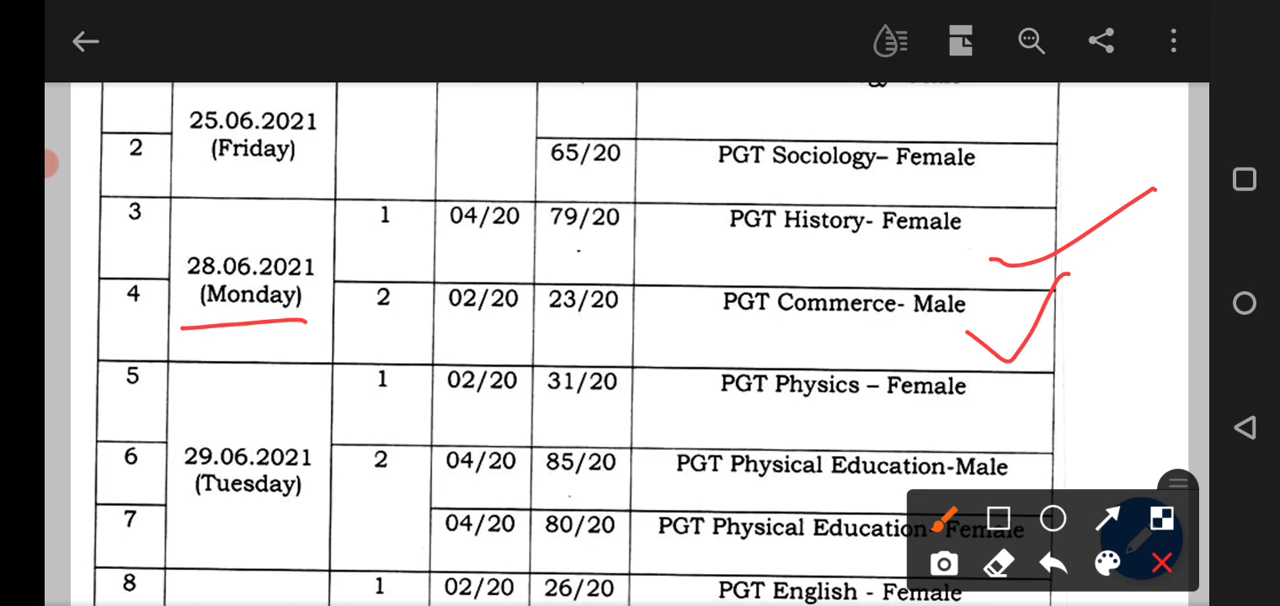 25.06.2021
(Friday)
2 65/20 PGT Sociology– Female
3 1 04/20 79/20 PGT History- Female
28.06.2021
(Monday)
4 2 02/20 23/20 PGT Commerce- Male
5 1 02/20 31/20 PGT Physics – Female
29.06.2021
(Tuesday)
6 2 04/20 85/20 PGT Physical Education-Male
7 04/20 80/20 PGT Physical Education- Female
8 1 02/20 26/20 PGT English - Female